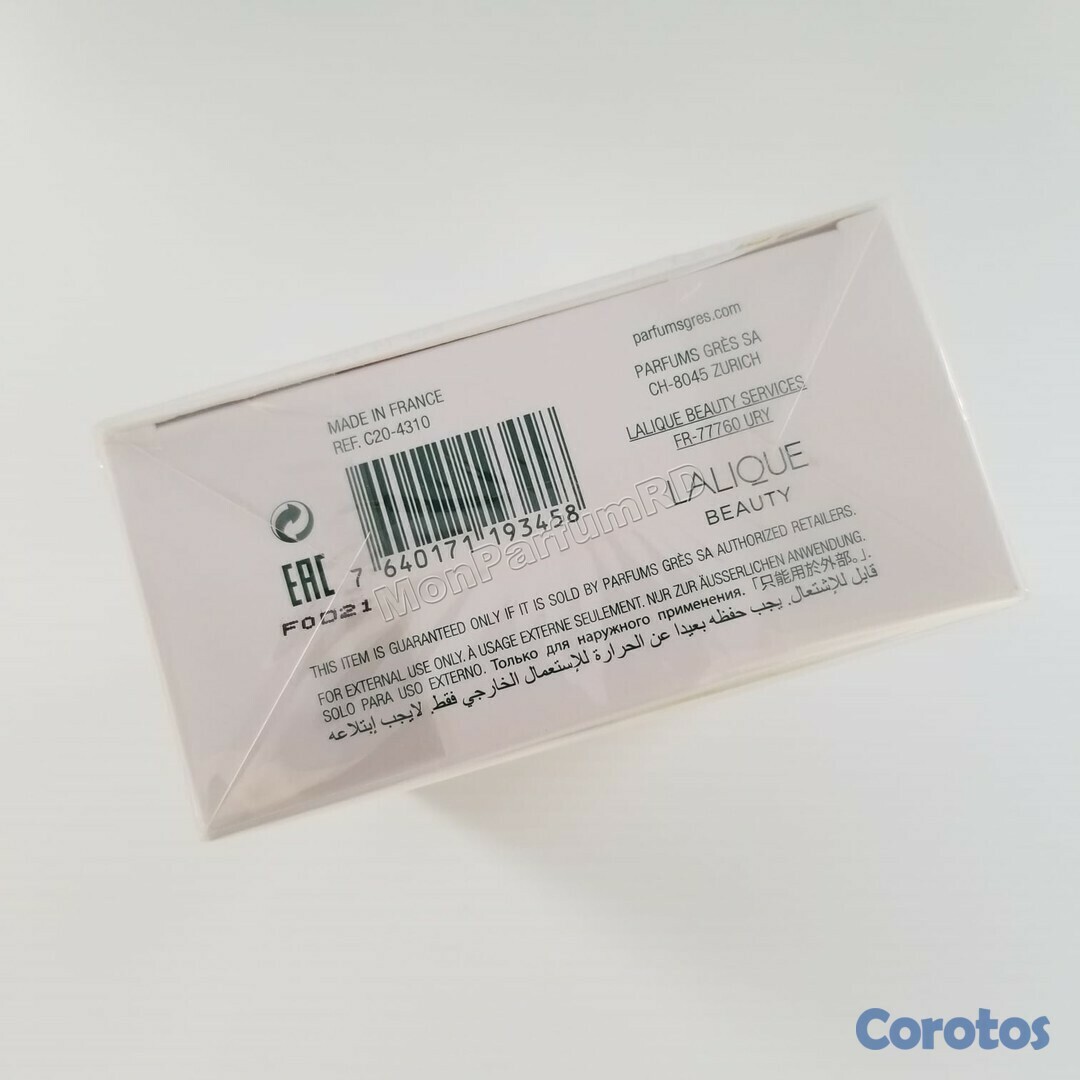 parfumsgres.com
PARFUMS GRÈS SA
CH-8045 ZURICH
LALIQUE BEAUTY SERVICES
FR-77760 URY
LALIQUE
BEAUTY
MADE IN FRANCE
REF. C20-4310
7 640171 193458
EAC
F0D21
MonParfumRD
THIS ITEM IS GUARANTEED ONLY IF IT IS SOLD BY PARFUMS GRÈS SA AUTHORIZED RETAILERS.
FOR EXTERNAL USE ONLY. À USAGE EXTERNE SEULEMENT. NUR ZUR ÄUSSERLICHEN ANWENDUNG.
SOLO PARA USO EXTERNO. Только для наружного применения. 「只能用於外部。」.
قابل للإشتعال. يجب حفظه بعيدا عن الحرارة للإستعمال الخارجي فقط. لايجب إبتلاعه
Corotos